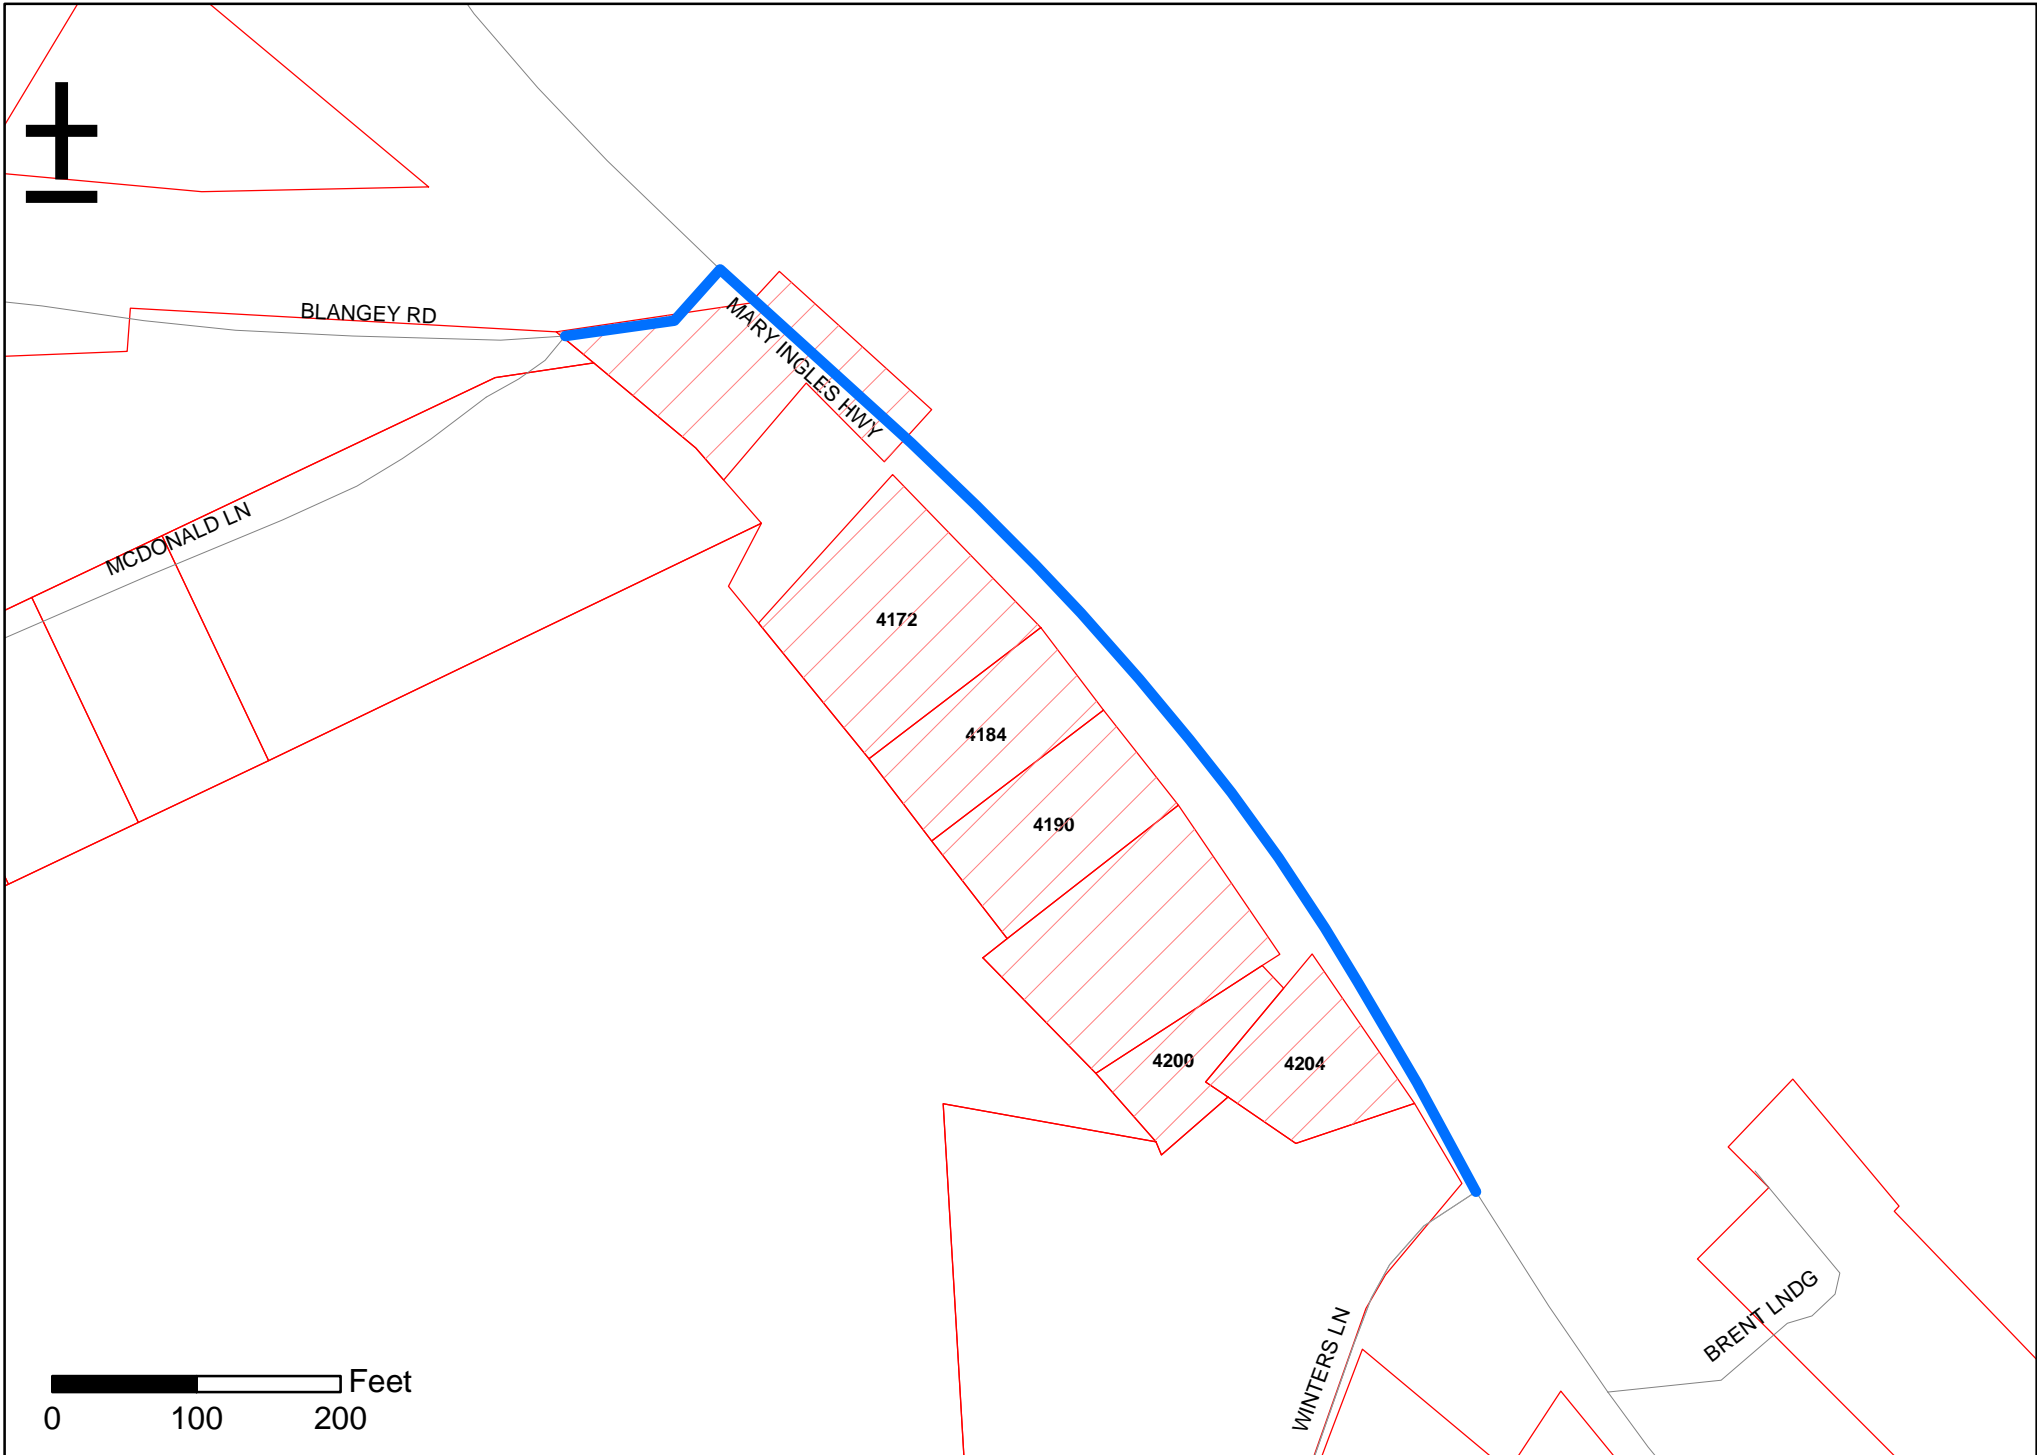 BLANGEY RD
MARY INGLES HWY
MCDONALD LN
4172
4184
4190
4200
4204
BRENT LNDG
WINTERS LN
Feet
0 100 200